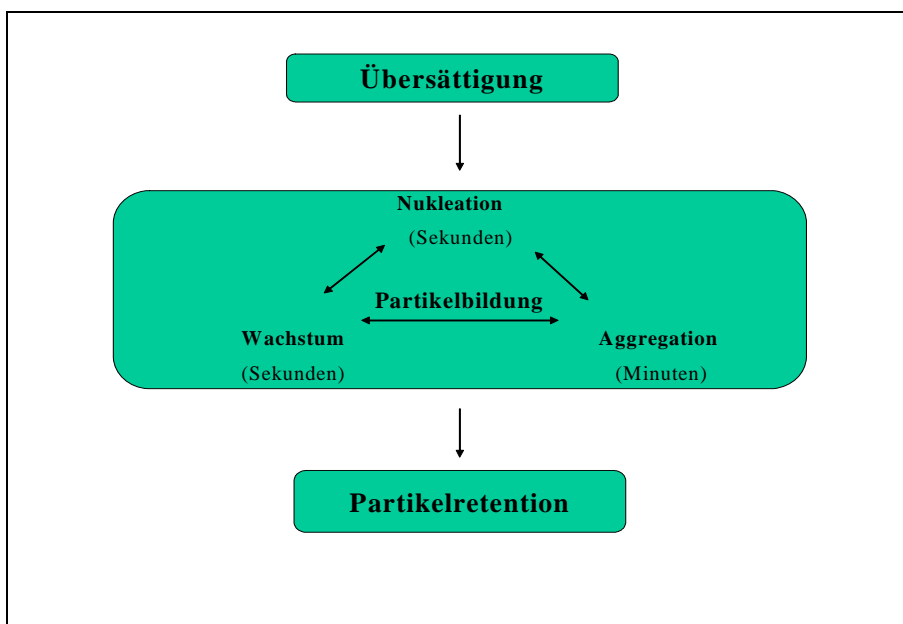 Übersättigung
Nukleation
(Sekunden)
Partikelbildung
Wachstum
(Sekunden)
Aggregation
(Minuten)
Partikelretention